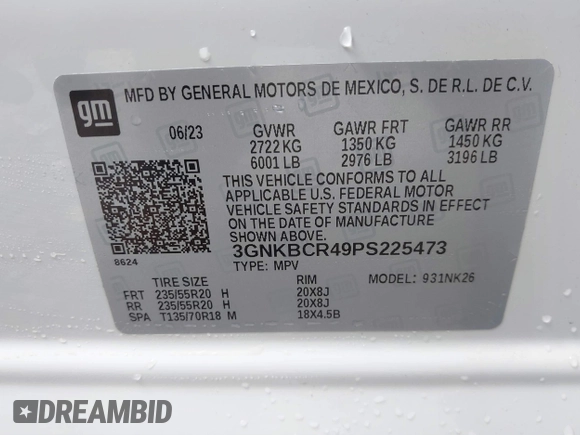 gm
MFD BY GENERAL MOTORS DE MEXICO, S. DE R.L. DE C.V.
06/23 GVWR GAWR FRT GAWR RR
2722 KG 1350 KG 1450 KG
6001 LB 2976 LB 3196 LB
THIS VEHICLE CONFORMS TO ALL
APPLICABLE U.S. FEDERAL MOTOR
VEHICLE SAFETY STANDARDS IN EFFECT
ON THE DATE OF MANUFACTURE
SHOWN ABOVE.
3GNKBCR49PS225473
8624 TYPE: MPV
TIRE SIZE RIM MODEL: 931NK26
FRT 235/55R20 H 20X8J
RR 235/55R20 H 20X8J
SPA T135/70R18 M 18X4.5B
DREAMBID